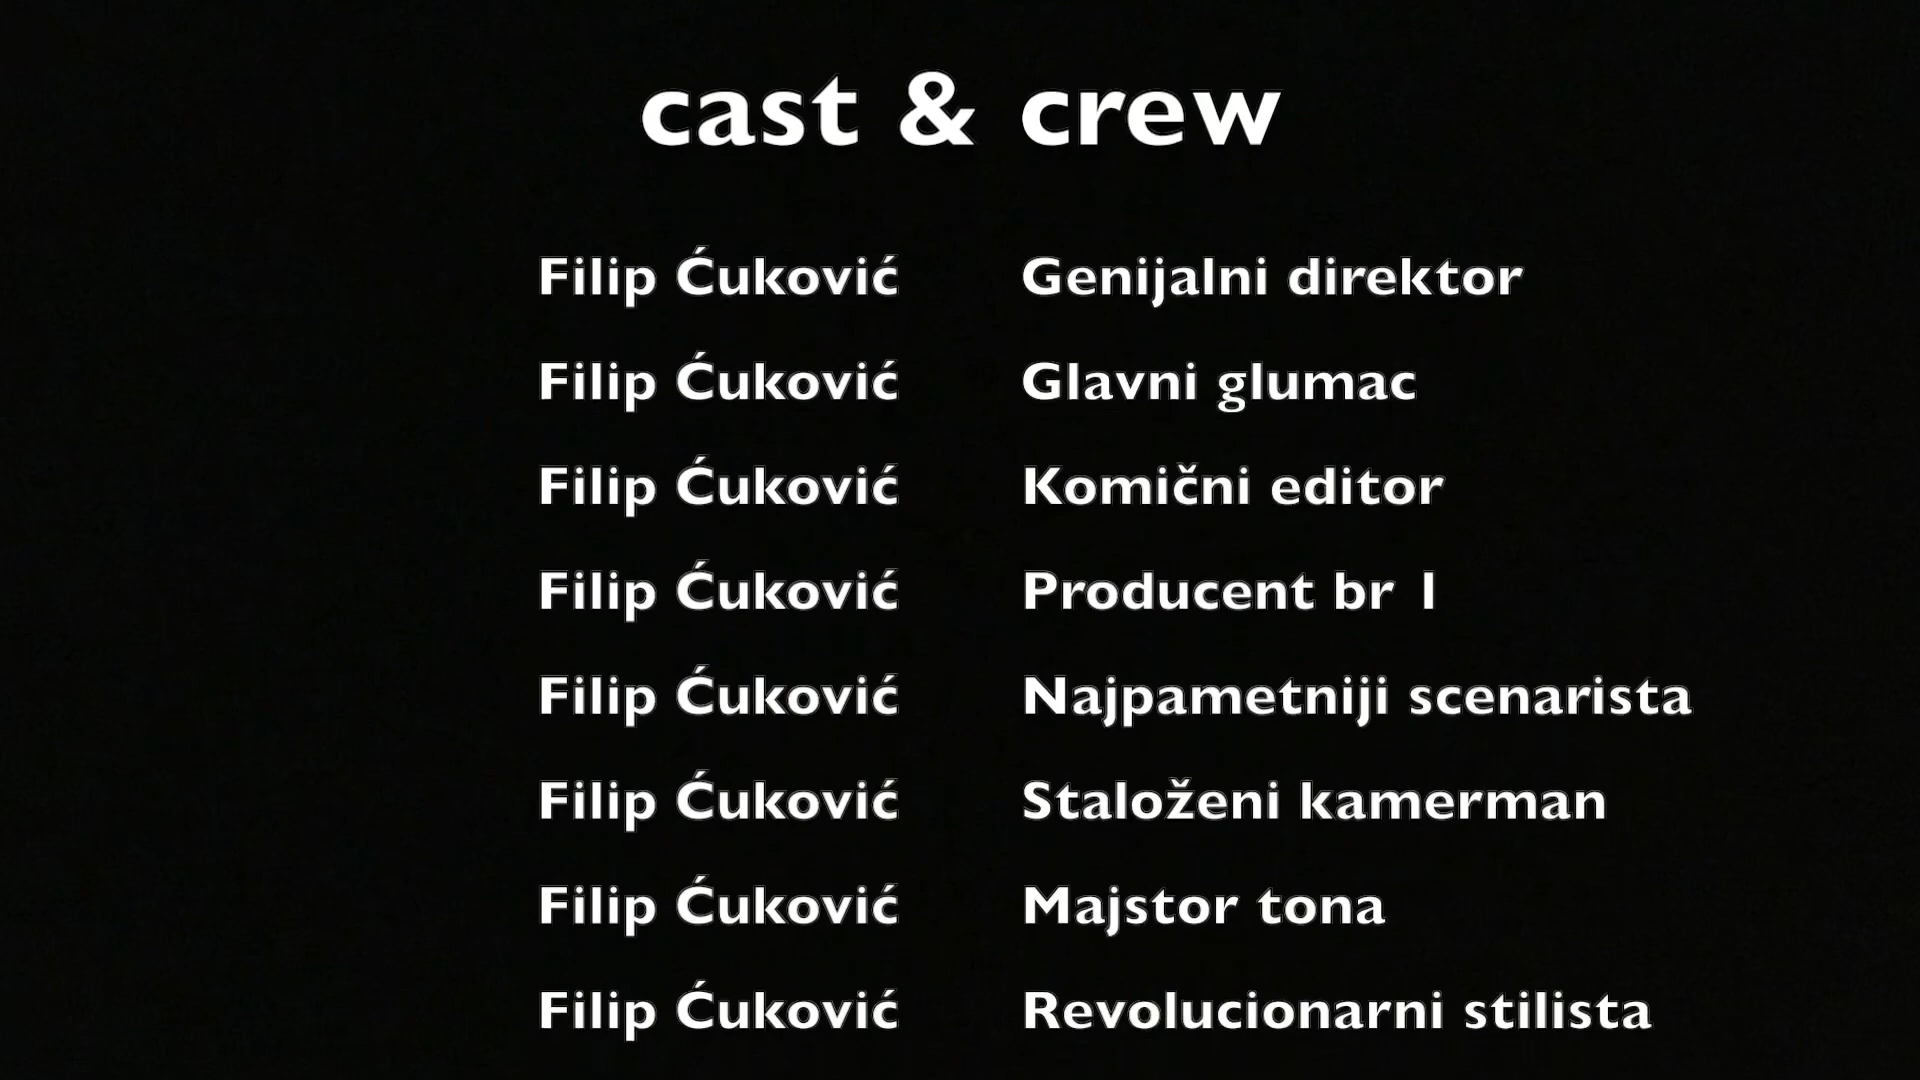 cast & crew
Filip Ćuković Genijalni direktor
Filip Ćuković Glavni glumac
Filip Ćuković Komični editor
Filip Ćuković Producent br 1
Filip Ćuković Najpametniji scenarista
Filip Ćuković Staloženi kamerman
Filip Ćuković Majstor tona
Filip Ćuković Revolucionarni stilista